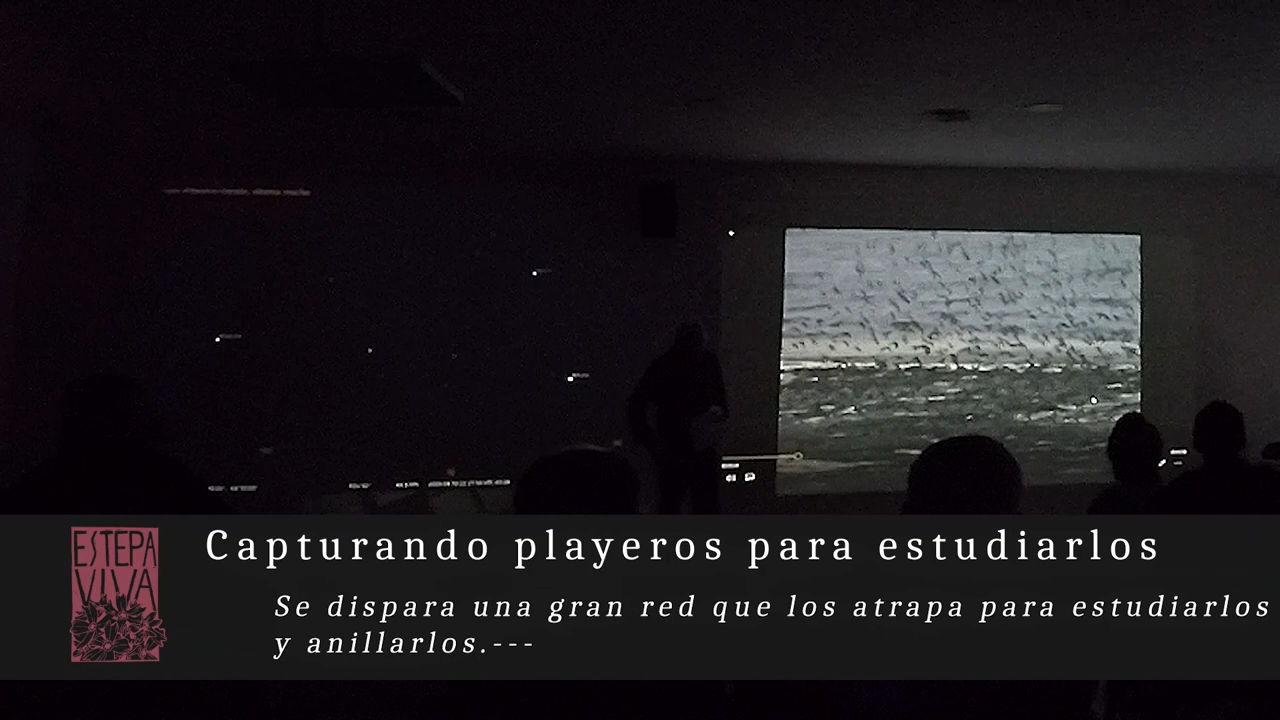 ESTEPA
VIVA
Capturando playeros para estudiarlos
Se dispara una gran red que los atrapa para estudiarlos
y anillarlos.---